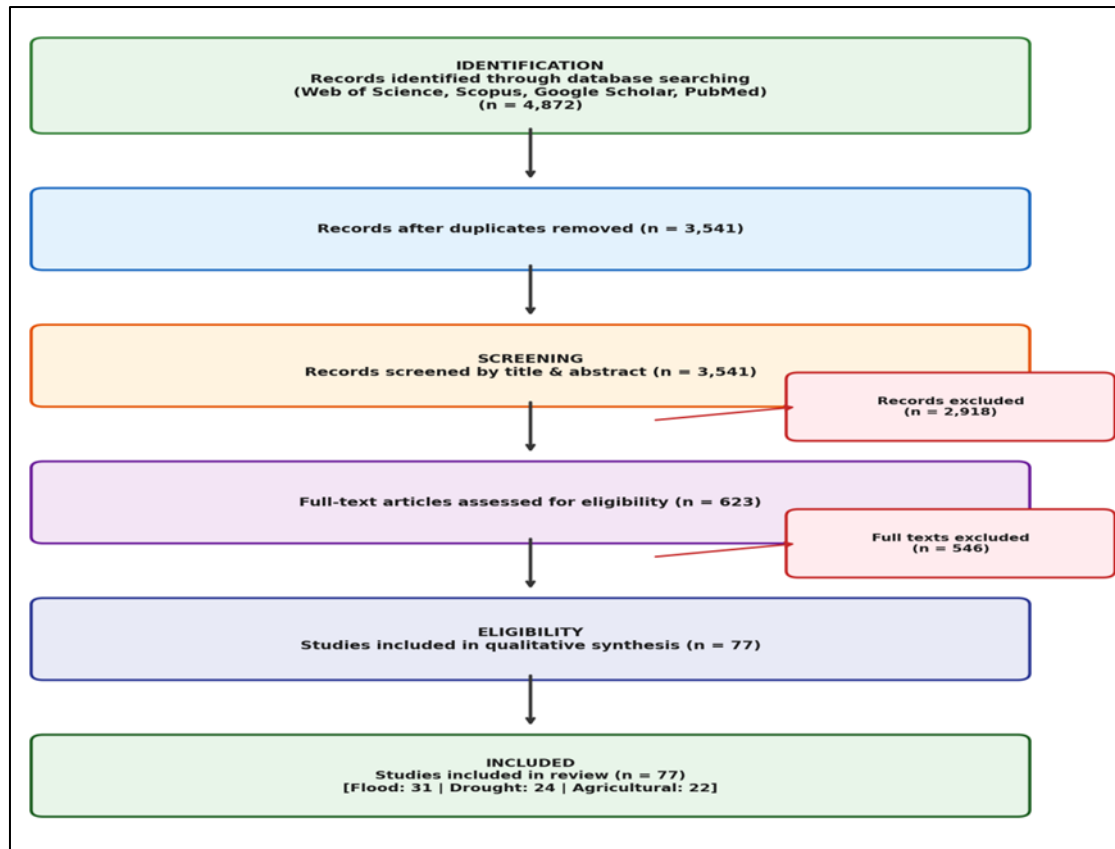 IDENTIFICATION
Records identified through database searching
(Web of Science, Scopus, Google Scholar, PubMed)
(n = 4,872)
Records after duplicates removed (n = 3,541)
SCREENING
Records screened by title & abstract (n = 3,541)
Records excluded
(n = 2,918)
Full-text articles assessed for eligibility (n = 623)
Full texts excluded
(n = 546)
ELIGIBILITY
Studies included in qualitative synthesis (n = 77)
INCLUDED
Studies included in review (n = 77)
[Flood: 31 | Drought: 24 | Agricultural: 22]